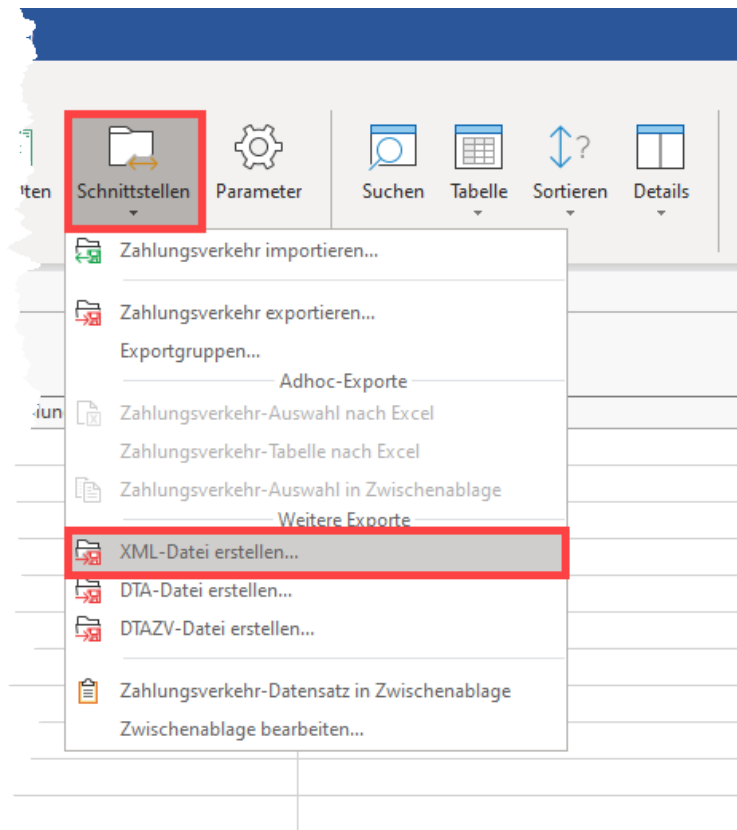 Schnittstellen
Parameter
Suchen
Tabelle
Sortieren
Details
Zahlungsverkehr importieren...
Zahlungsverkehr exportieren...
Exportgruppen...
Adhoc-Exporte
Zahlungsverkehr-Auswahl nach Excel
Zahlungsverkehr-Tabelle nach Excel
Zahlungsverkehr-Auswahl in Zwischenablage
Weitere Exporte
XML-Datei erstellen...
DTA-Datei erstellen...
DTAZV-Datei erstellen...
Zahlungsverkehr-Datensatz in Zwischenablage
Zwischenablage bearbeiten...